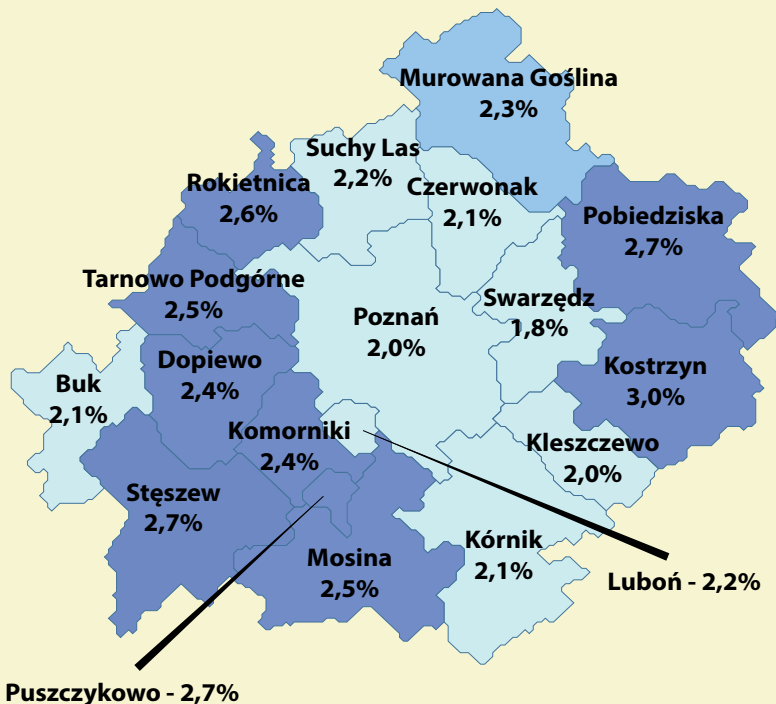 Murowana Goślina
2,3%
Suchy Las
2,2%
Czerwonak
2,1%
Rokietnica
2,6%
Pobiedziska
2,7%
Tarnowo Podgórne
2,5%
Swarzędz
1,8%
Poznań
2,0%
Dopiewo
2,4%
Kostrzyn
3,0%
Buk
2,1%
Komorniki
2,4%
Kleszczewo
2,0%
Stęszew
2,7%
Kórnik
2,1%
Mosina
2,5%
Luboń - 2,2%
Puszczykowo - 2,7%